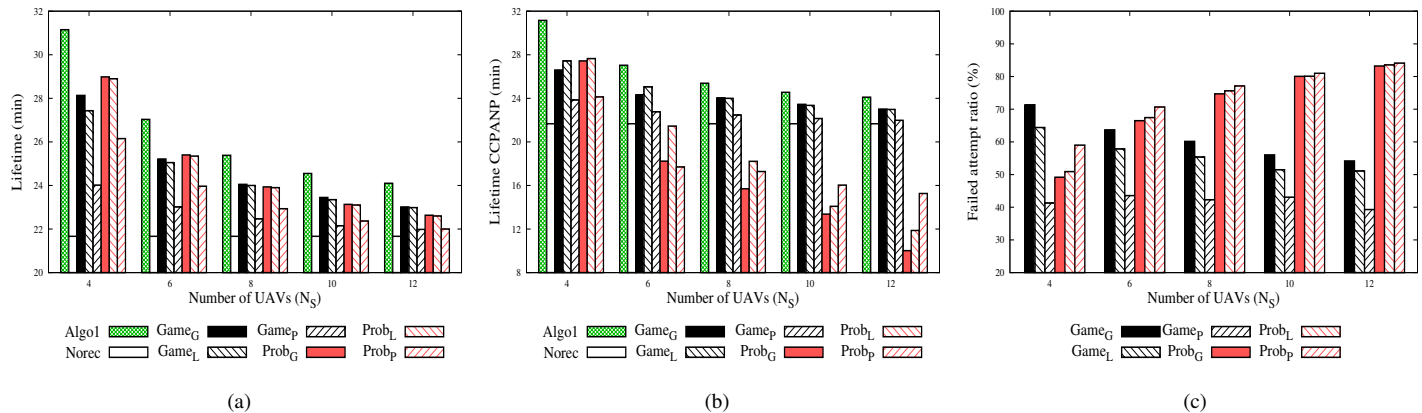 Lifetime (min)
32
30
28
26
24
22
20
4 6 8 10 12
Number of UAVs (N_S)
Algo1 Game_G Game_P Prob_L
Norec Game_L Prob_G Prob_P
(a)
Lifetime CCPANP (min)
32
28
24
20
16
12
8
4 6 8 10 12
Number of UAVs (N_S)
Algo1 Game_G Game_P Prob_L
Norec Game_L Prob_G Prob_P
(b)
Failed attempt ratio (%)
100
90
80
70
60
50
40
30
20
4 6 8 10 12
Number of UAVs (N_S)
Game_G Game_P Prob_L
Game_L Prob_G Prob_P
(c)